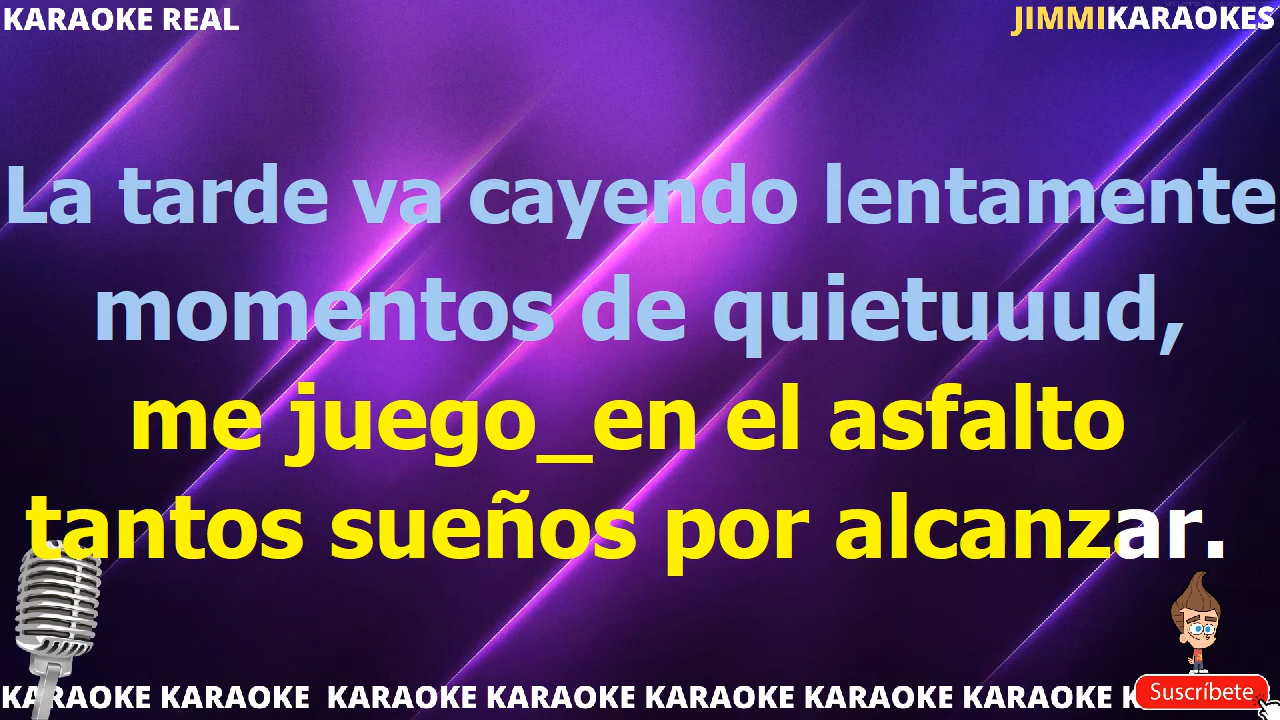 KARAOKE REAL
JIMMIKARAOKES
La tarde va cayendo lentamente
momentos de quietuuud,
me juego_en el asfalto
tantos sueños por alcanzar.
KARAOKE KARAOKE KARAOKE KARAOKE KARAOKE KARAOKE KARAOKE
Suscríbete